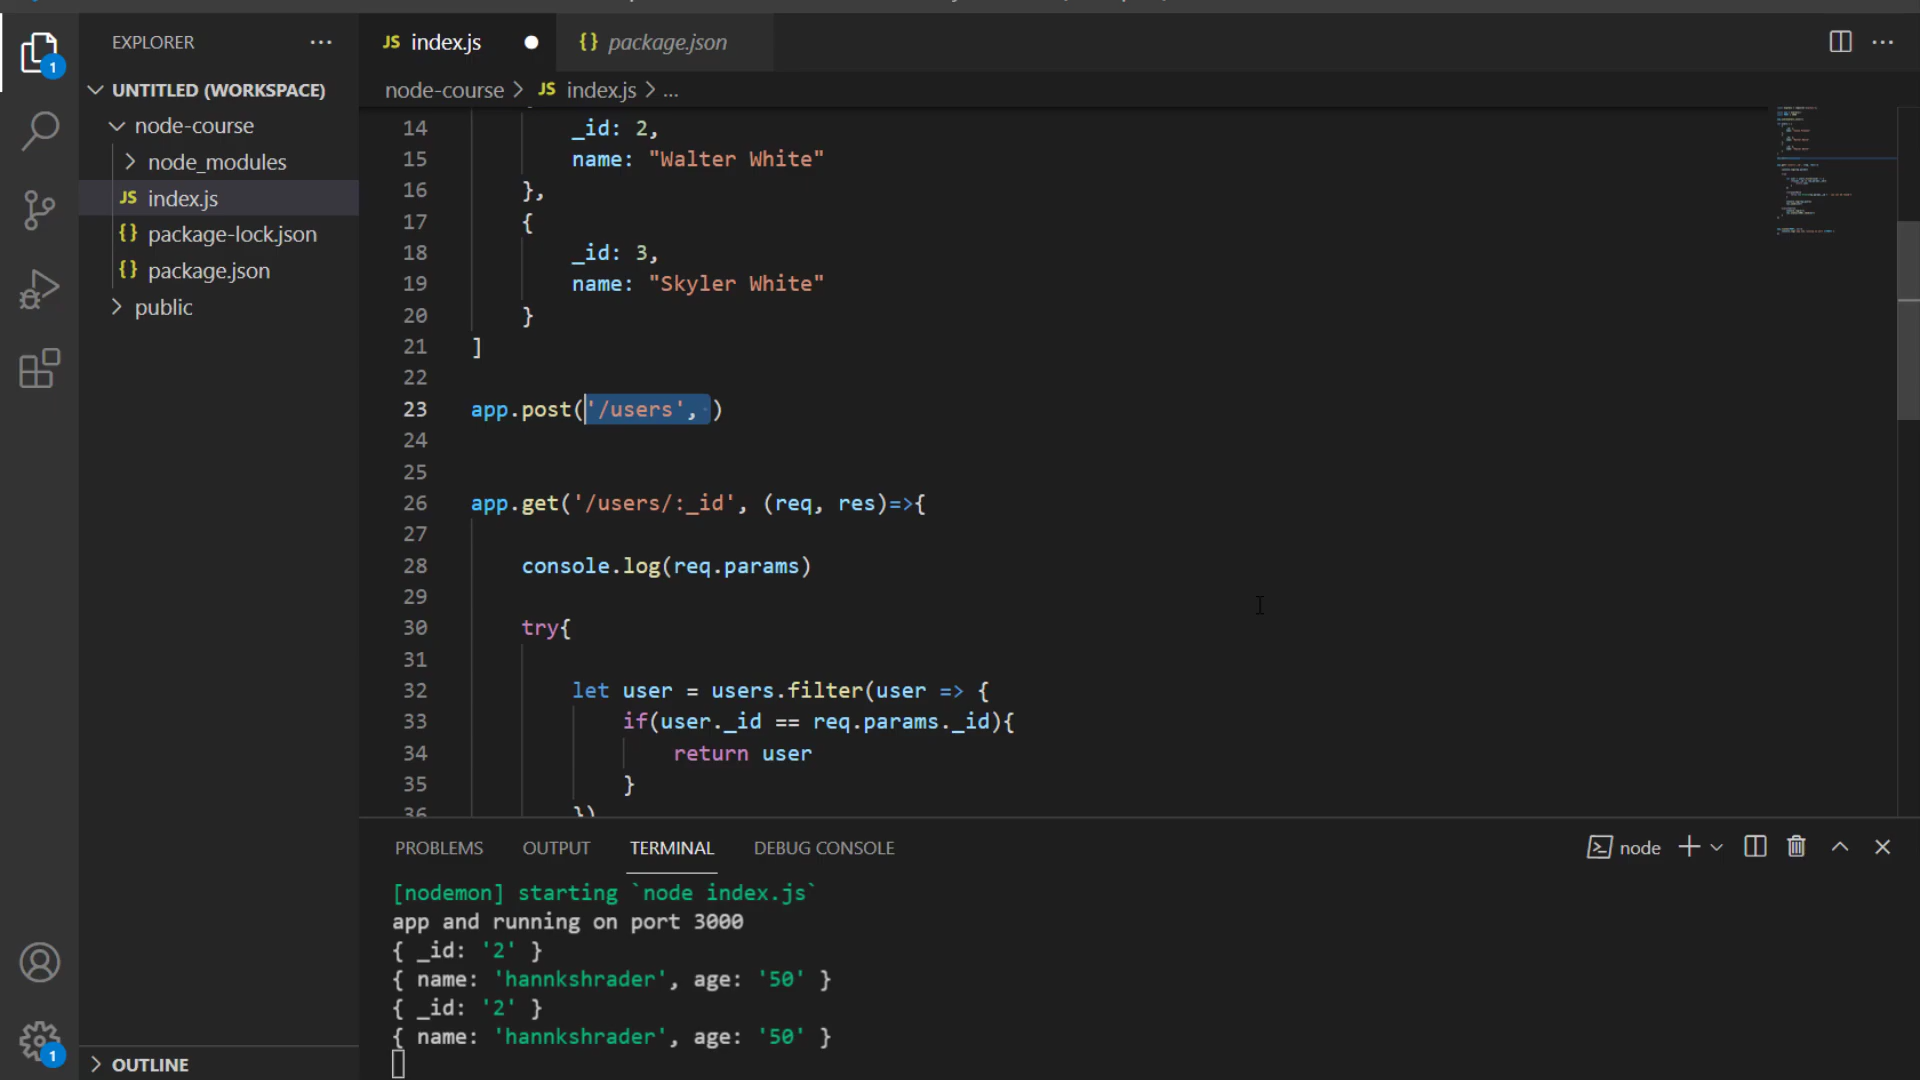 EXPLORER
JS index.js
{} package.json
1
UNTITLED (WORKSPACE)
node-course > JS index.js > ...
node-course
node_modules
JS index.js
{} package-lock.json
{} package.json
public
14 _id: 2,
15 name: "Walter White"
16 },
17 {
18 _id: 3,
19 name: "Skyler White"
20 }
21 ]
22
23 app.post('/users', )
24
25
26 app.get('/users/:_id', (req, res)=>{
27
28 console.log(req.params)
29
30 try{
31
32 let user = users.filter(user => {
33 if(user._id == req.params._id){
34 return user
35 }
36 })
PROBLEMS OUTPUT TERMINAL DEBUG CONSOLE node
[nodemon] starting `node index.js`
app and running on port 3000
{ _id: '2' }
{ name: 'hannkshrader', age: '50' }
{ _id: '2' }
{ name: 'hannkshrader', age: '50' }
1
OUTLINE